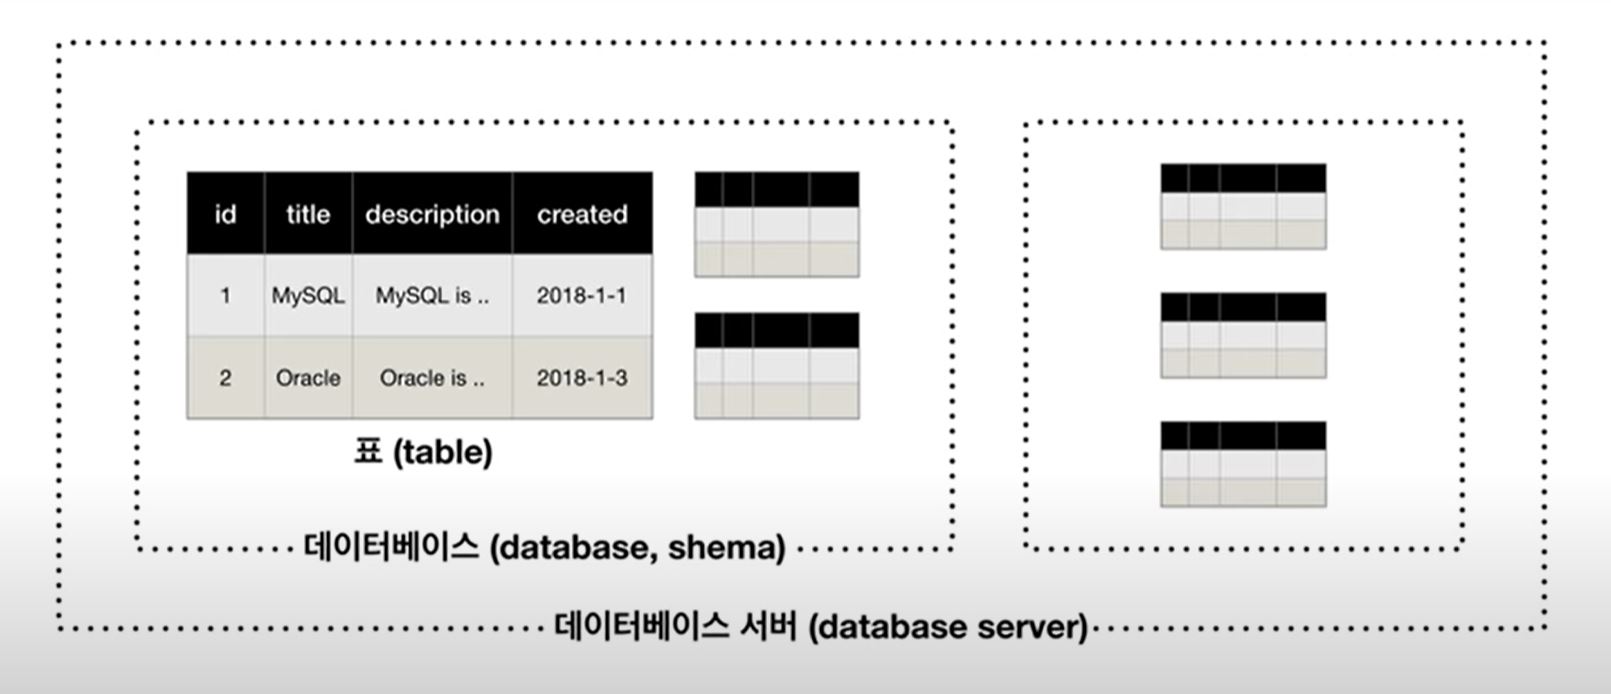 id title description created
1 MySQL MySQL is .. 2018-1-1
2 Oracle Oracle is .. 2018-1-3
표 (table)
데이터베이스 (database, shema)
데이터베이스 서버 (database server)